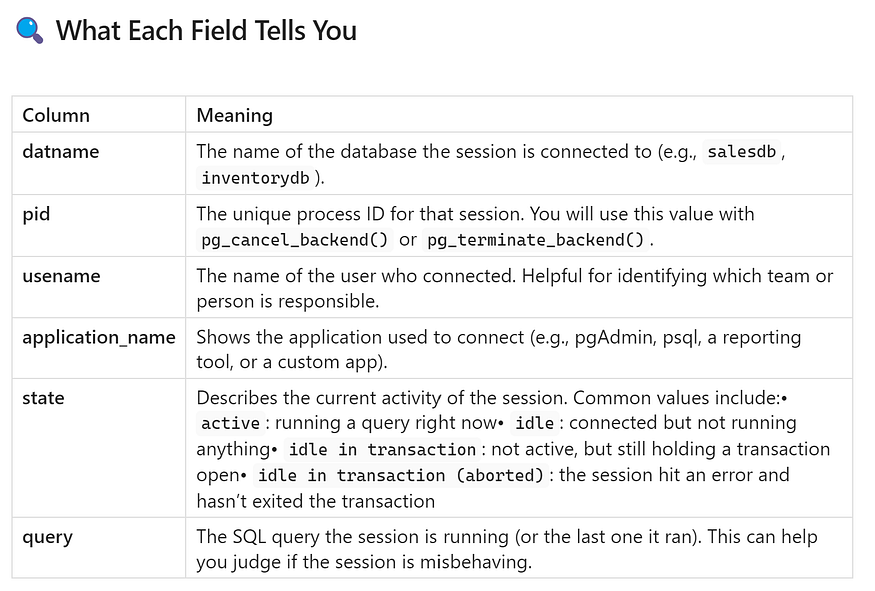 What Each Field Tells You
Column Meaning
datname The name of the database the session is connected to (e.g., salesdb ,
inventorydb ).
pid The unique process ID for that session. You will use this value with
pg_cancel_backend() or pg_terminate_backend() .
usename The name of the user who connected. Helpful for identifying which team or
person is responsible.
application_name Shows the application used to connect (e.g., pgAdmin, psql, a reporting
tool, or a custom app).
state Describes the current activity of the session. Common values include:•
active : running a query right now• idle : connected but not running
anything• idle in transaction : not active, but still holding a transaction
open• idle in transaction (aborted) : the session hit an error and
hasn’t exited the transaction
query The SQL query the session is running (or the last one it ran). This can help
you judge if the session is misbehaving.